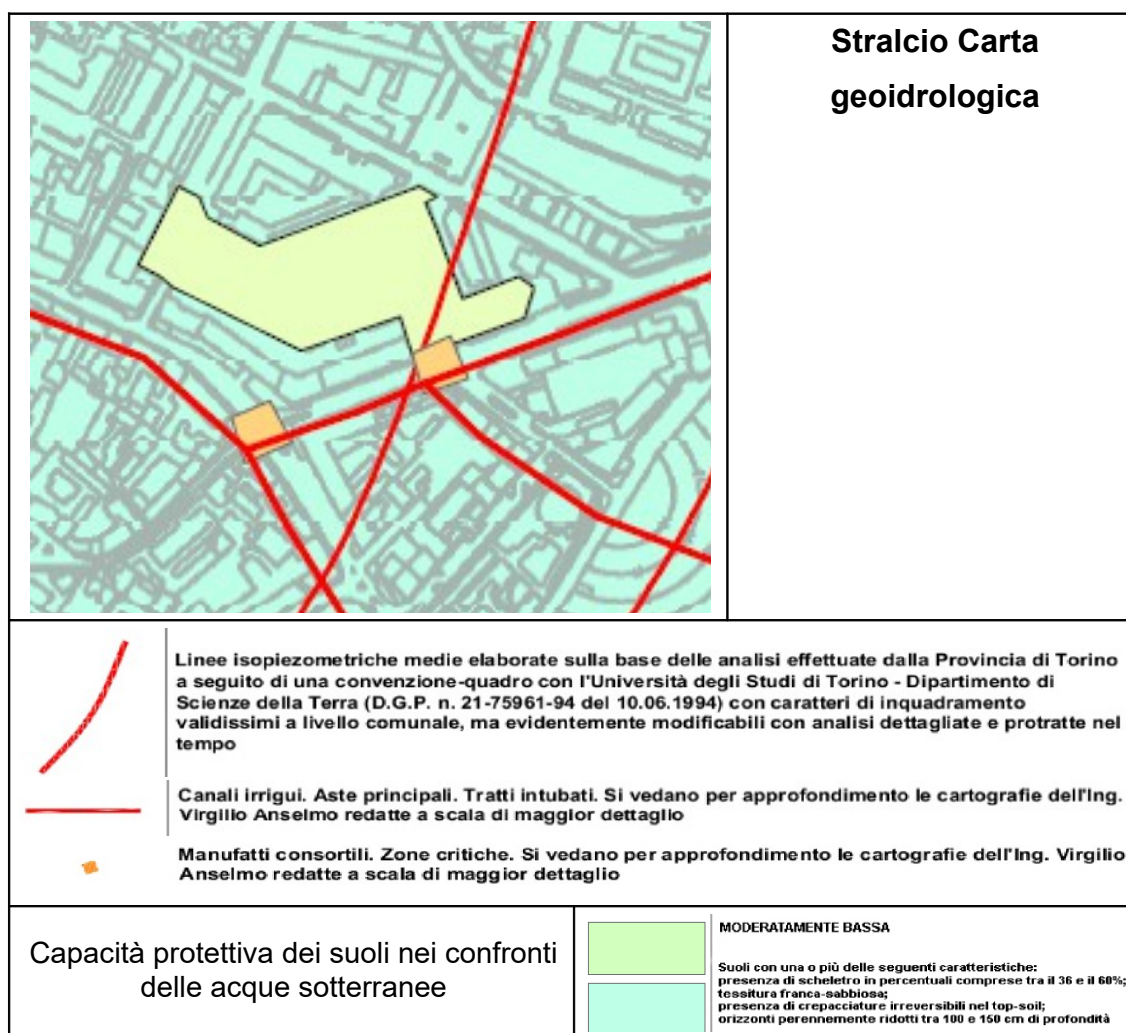 Stralcio Carta
geoidrologica
Linee isopiezometriche medie elaborate sulla base delle analisi effettuate dalla Provincia di Torino
a seguito di una convenzione-quadro con l'Università degli Studi di Torino - Dipartimento di
Scienze della Terra (D.G.P. n. 21-75961-94 del 10.06.1994) con caratteri di inquadramento
validissimi a livello comunale, ma evidentemente modificabili con analisi dettagliate e protratte nel
tempo
Canali irrigui. Aste principali. Tratti intubati. Si vedano per approfondimento le cartografie dell'Ing.
Virgilio Anselmo redatte a scala di maggior dettaglio
Manufatti consortili. Zone critiche. Si vedano per approfondimento le cartografie dell'Ing. Virgilio
Anselmo redatte a scala di maggior dettaglio
Capacità protettiva dei suoli nei confronti
delle acque sotterranee
MODERATAMENTE BASSA
Suoli con una o più delle seguenti caratteristiche:
presenza di scheletro in percentuali comprese tra il 36 e il 60%;
tessitura franca-sabbiosa;
presenza di crepacciature irreversibili nel top-soil;
orizzonti perennemente ridotti tra 100 e 150 cm di profondità